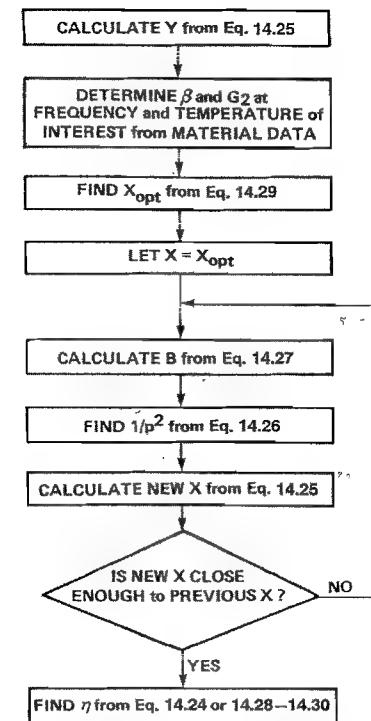 CALCULATE Y from Eq. 14.25
DETERMINE β and G2 at
FREQUENCY and TEMPERATURE of
INTEREST from MATERIAL DATA
FIND Xopt from Eq. 14.29
LET X = Xopt
CALCULATE B from Eq. 14.27
FIND 1/p² from Eq. 14.26
CALCULATE NEW X from Eq. 14.25
IS NEW X CLOSE
ENOUGH to PREVIOUS X ?
NO
YES
FIND η from Eq. 14.24 or 14.28–14.30